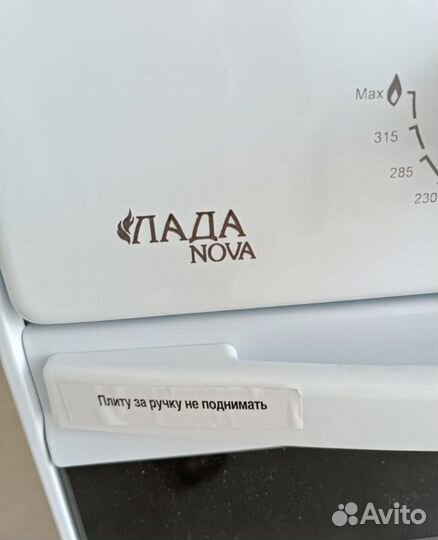 Max
315
285
230
ЛАДА
NOVA
Плиту за ручку не поднимать
Avito